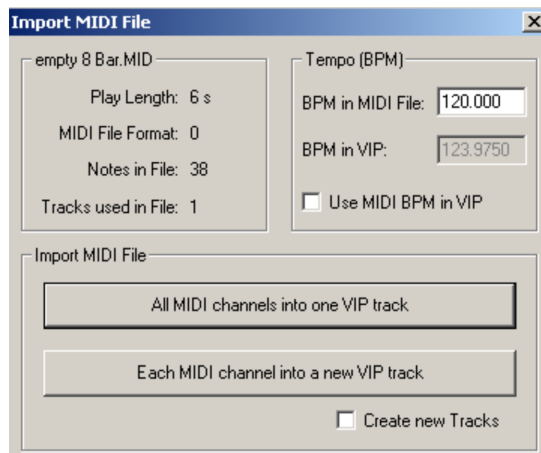 Import MIDI File
empty 8 Bar.MID
Play Length: 6 s
MIDI File Format: 0
Notes in File: 38
Tracks used in File: 1
Tempo (BPM)
BPM in MIDI File: 120.000
BPM in VIP: 123.9750
Use MIDI BPM in VIP
Import MIDI File
All MIDI channels into one VIP track
Each MIDI channel into a new VIP track
Create new Tracks